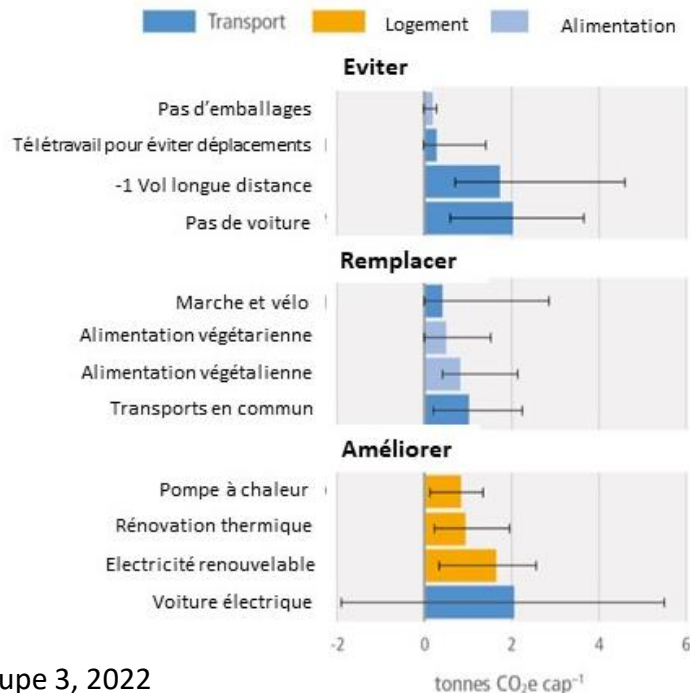 Transport Logement Alimentation
Eviter
Pas d'emballages
Télétravail pour éviter déplacements
-1 Vol longue distance
Pas de voiture
Remplacer
Marche et vélo
Alimentation végétarienne
Alimentation végétalienne
Transports en commun
Améliorer
Pompe à chaleur
Rénovation thermique
Electricité renouvelable
Voiture électrique
-2 0 2 4 6
upe 3, 2022
tonnes CO₂e cap⁻¹